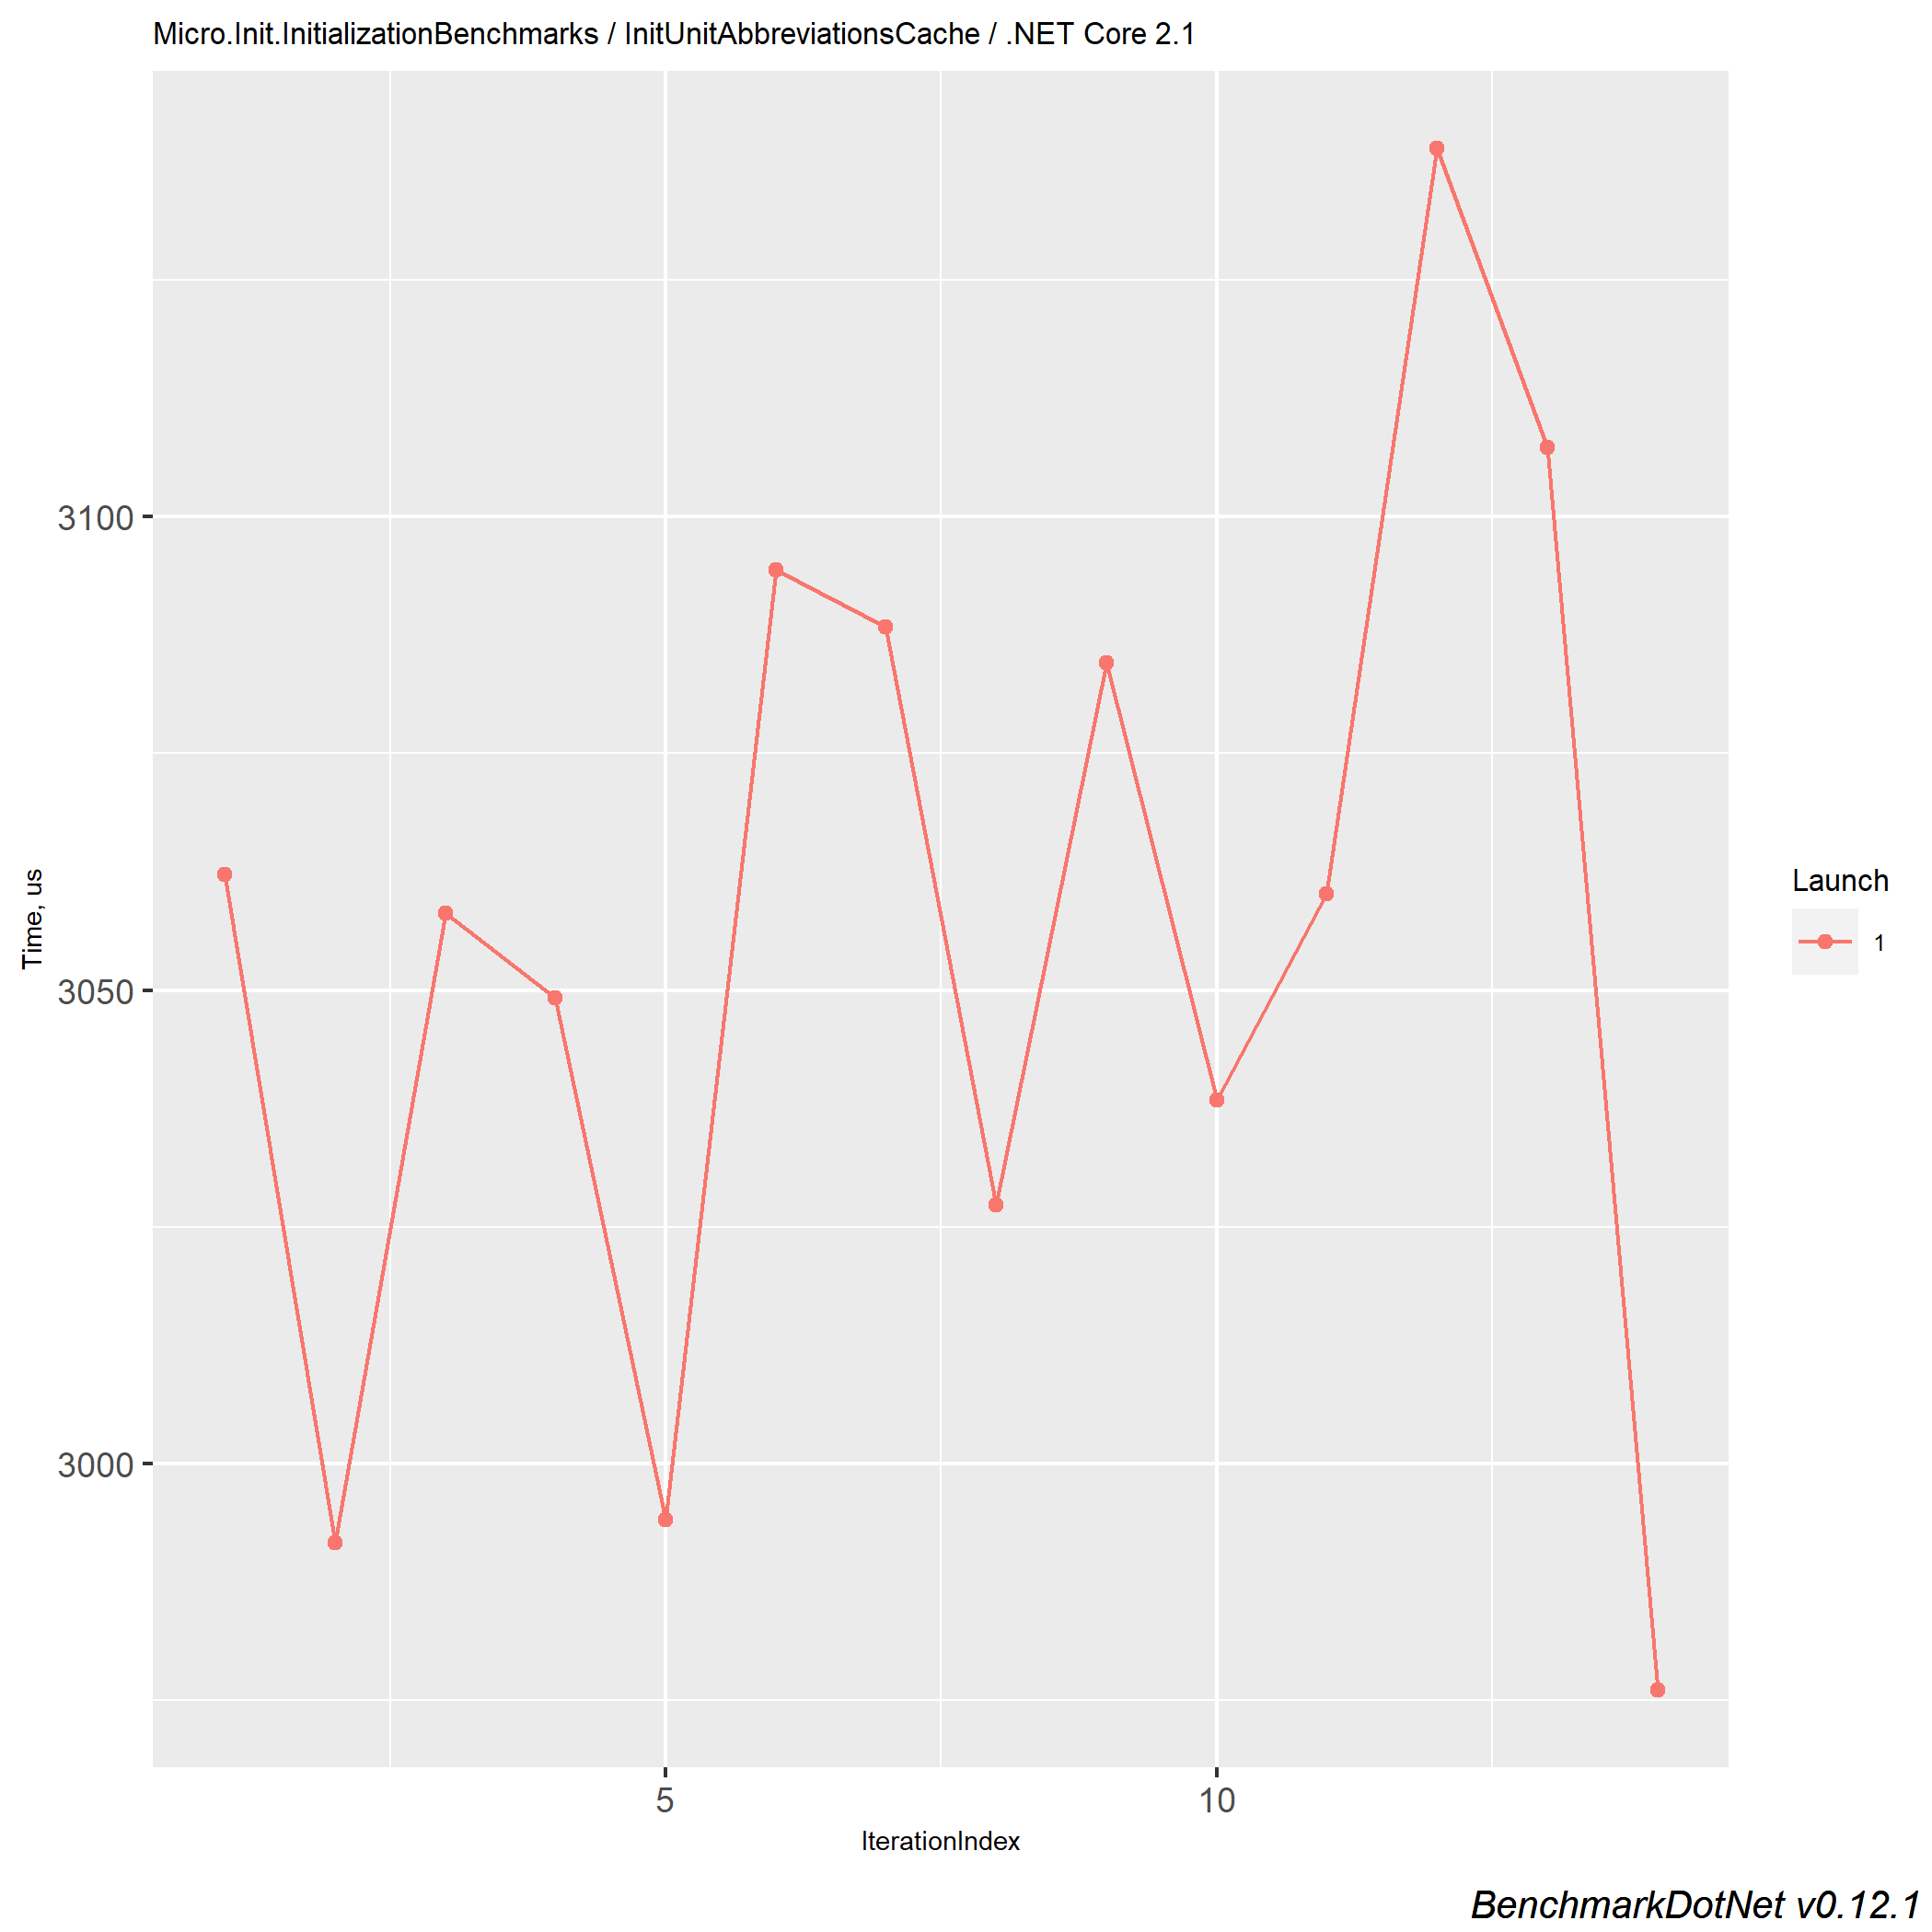 Micro.Init.InitializationBenchmarks / InitUnitAbbreviationsCache / .NET Core 2.1
3100
3050
3000
Time, us
5
10
IterationIndex
Launch
1
BenchmarkDotNet v0.12.1